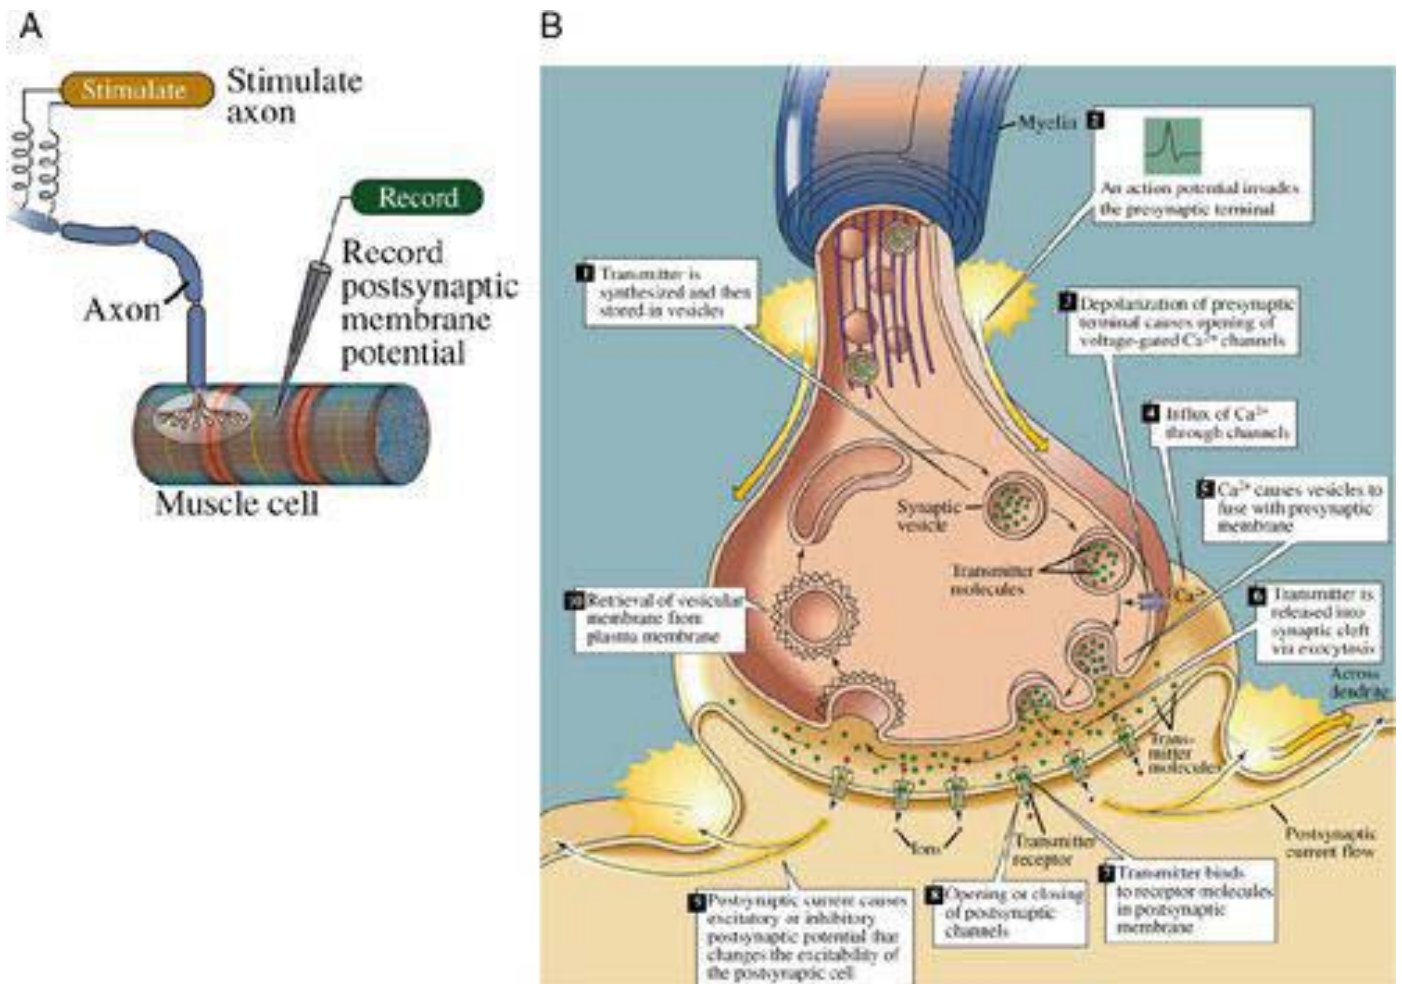 A
Stimulate
Stimulate
axon
Record
Record
postsynaptic
membrane
potential
Axon
Muscle cell
B
Myelin
1 Transmitter is
synthesized and then
stored in vesicles
2
An action potential invades
the presynaptic terminal
3 Depolarization of presynaptic
terminal causes opening of
voltage-gated Ca2+ channels
4 Influx of Ca2+
through channels
5 Ca2+ causes vesicles to
fuse with presynaptic
membrane
Synaptic
vesicle
Transmitter
molecules
Ca2+
6 Transmitter is
released into
synaptic cleft
via exocytosis
10 Retrieval of vesicular
membrane from
plasma membrane
Across
dendrite
Trans-
mitter
molecules
Ions
Transmitter
receptor
Postsynaptic
current flow
7 Transmitter binds
to receptor molecules
in postsynaptic
membrane
8 Opening or closing
of postsynaptic
channels
9 Postsynaptic current causes
excitatory or inhibitory
postsynaptic potential that
changes the excitability of
the postsynaptic cell